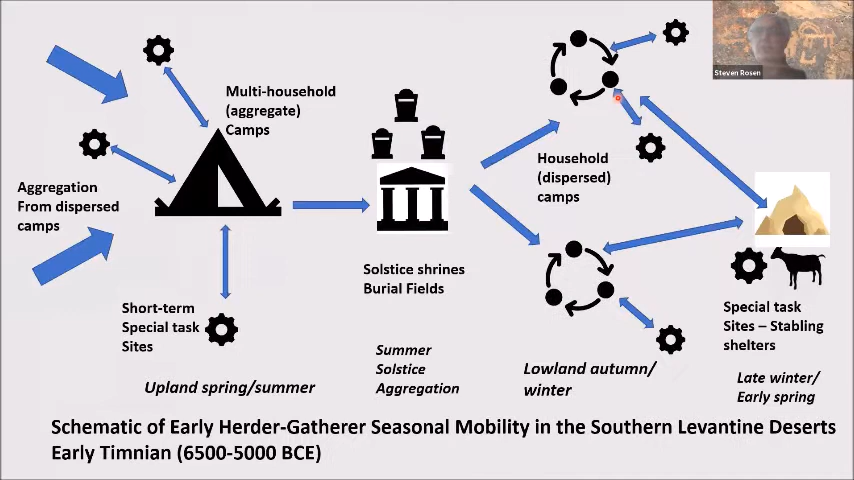 Steven Rosen
Multi-household
(aggregate)
Camps
Aggregation
From dispersed
camps
Household
(dispersed)
camps
Solstice shrines
Burial Fields
Short-term
Special task
Sites
Special task
Sites – Stabling
shelters
Summer
Solstice
Aggregation
Upland spring/summer
Lowland autumn/
winter
Late winter/
Early spring
Schematic of Early Herder-Gatherer Seasonal Mobility in the Southern Levantine Deserts
Early Timnian (6500-5000 BCE)